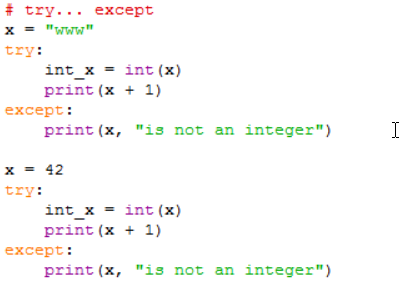 # try... except
x = "www"
try:
    int_x = int(x)
    print(x + 1)
except:
    print(x, "is not an integer")

x = 42
try:
    int_x = int(x)
    print(x + 1)
except:
    print(x, "is not an integer")